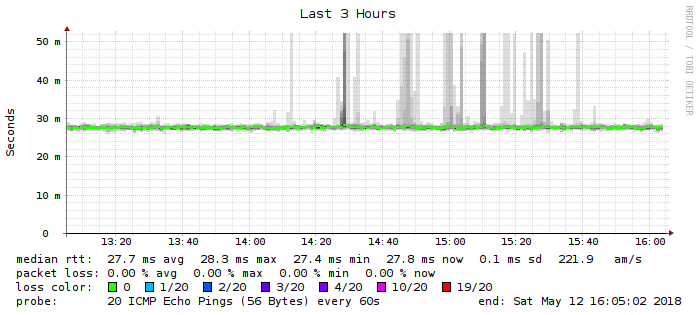 Last 3 Hours
RRDTOOL / TOBI OETIKER
Seconds
50 m
40 m
30 m
20 m
10 m
0
13:20 13:40 14:00 14:20 14:40 15:00 15:20 15:40 16:00
median rtt: 27.7 ms avg 28.3 ms max 27.4 ms min 27.8 ms now 0.1 ms sd 221.9 am/s
packet loss: 0.00 % avg 0.00 % max 0.00 % min 0.00 % now
loss color: 0 1/20 2/20 3/20 4/20 10/20 19/20
probe: 20 ICMP Echo Pings (56 Bytes) every 60s end: Sat May 12 16:05:02 2018